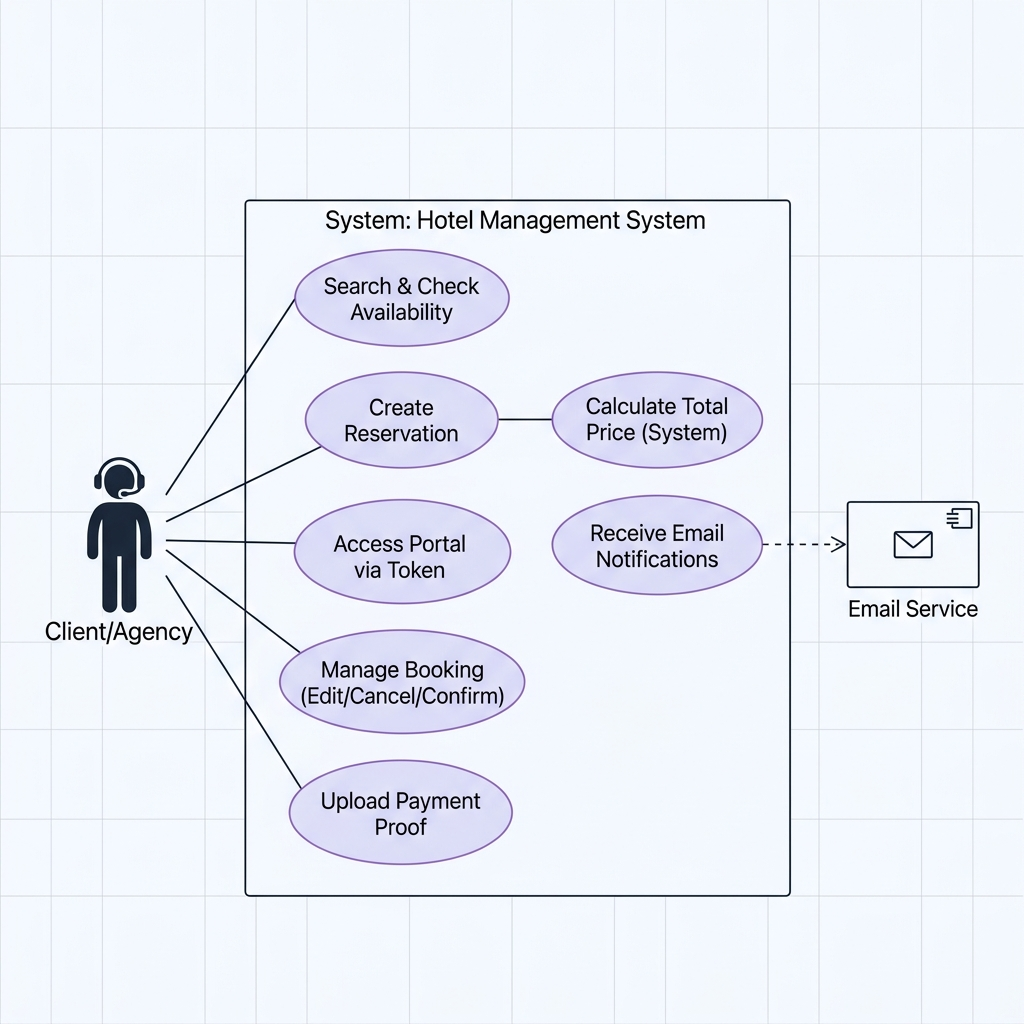 System: Hotel Management System
Search & Check
Availability
Create
Reservation
Calculate Total
Price (System)
Access Portal
via Token
Receive Email
Notifications
Email Service
Client/Agency
Manage Booking
(Edit/Cancel/Confirm)
Upload Payment
Proof